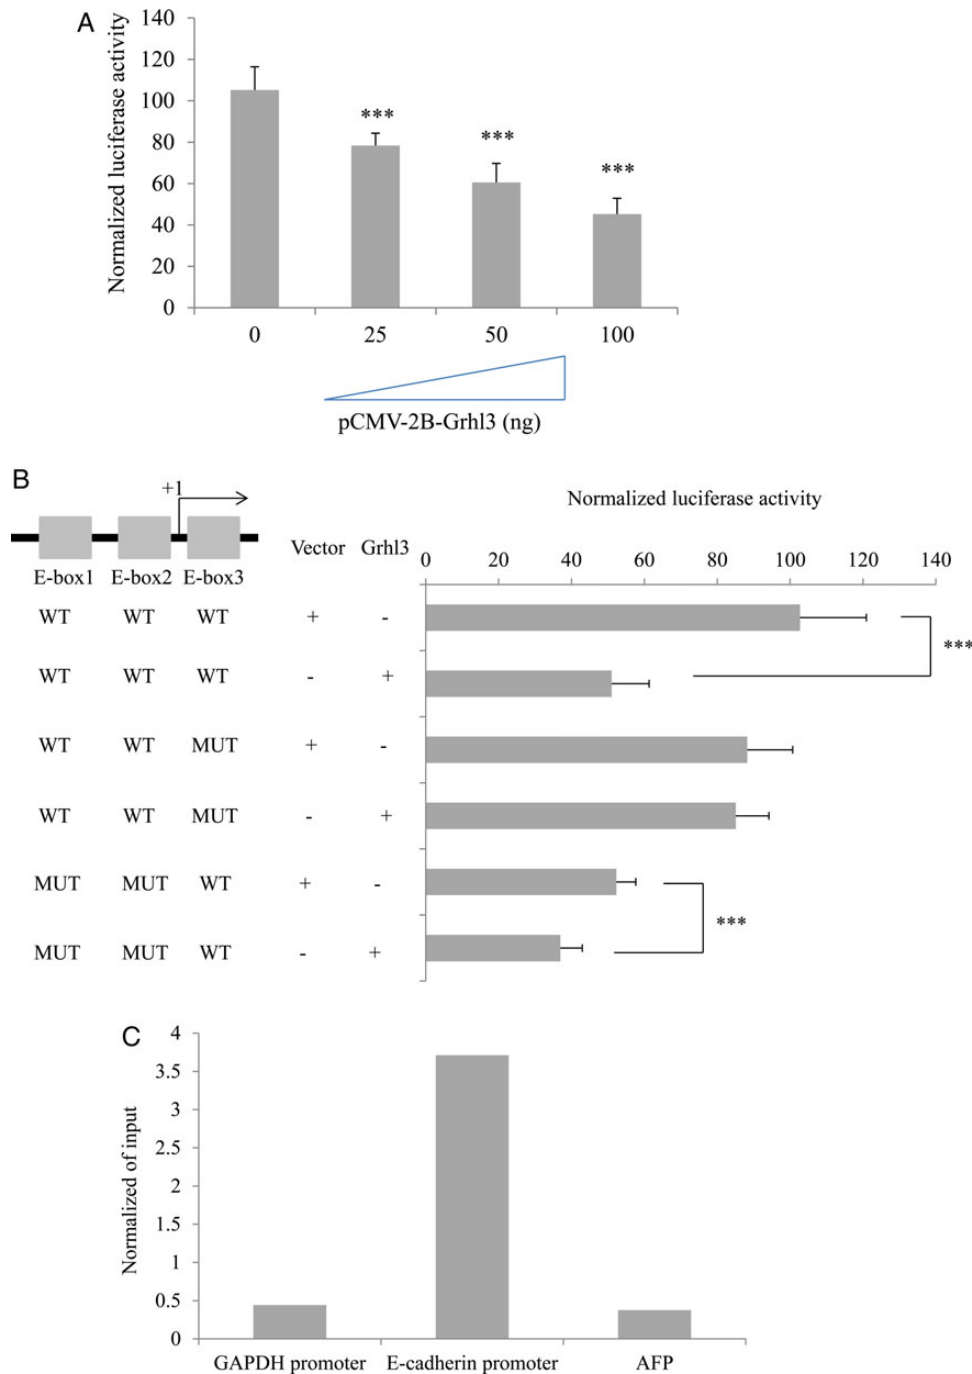 A
Normalized luciferase activity
140
120
100
80
60
40
20
0
***
***
***
0 25 50 100
pCMV-2B-Grhl3 (ng)
B
+1
Normalized luciferase activity
Vector Grhl3
0 20 40 60 80 100 120 140
E-box1 E-box2 E-box3
WT WT WT + -
***
WT WT WT - +
WT WT MUT + -
WT WT MUT - +
MUT MUT WT + -
***
MUT MUT WT - +
C
Normalized of input
4
3.5
3
2.5
2
1.5
1
0.5
0
GAPDH promoter E-cadherin promoter AFP